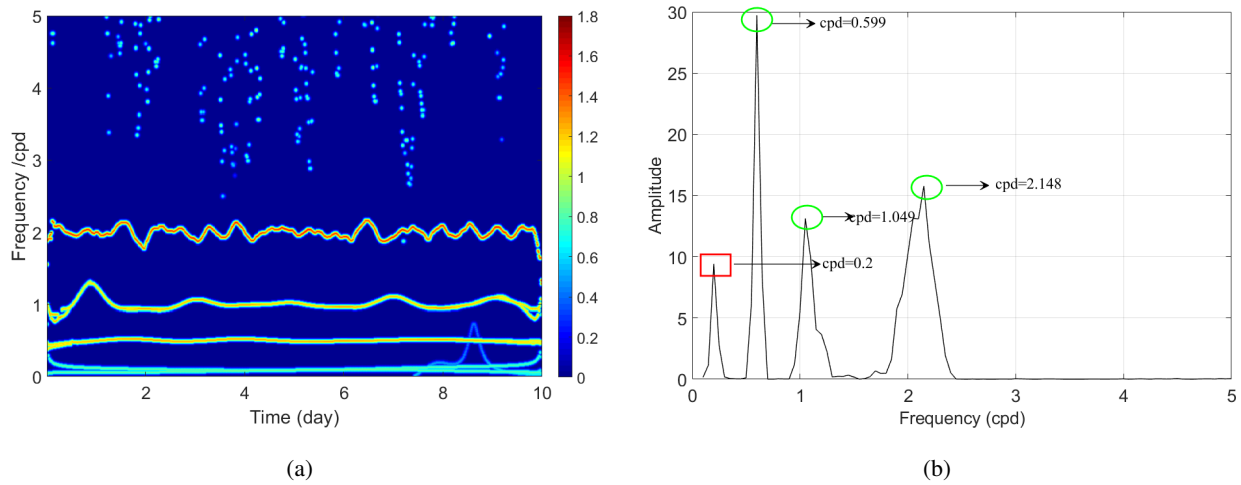 5
4
3
2
1
0
Frequency /cpd
2 4 6 8 10
Time (day)
1.8
1.6
1.4
1.2
1
0.8
0.6
0.4
0.2
0
(a)
30
25
20
15
10
5
0
Amplitude
cpd=0.599
cpd=2.148
cpd=1.049
cpd=0.2
0 1 2 3 4 5
Frequency (cpd)
(b)